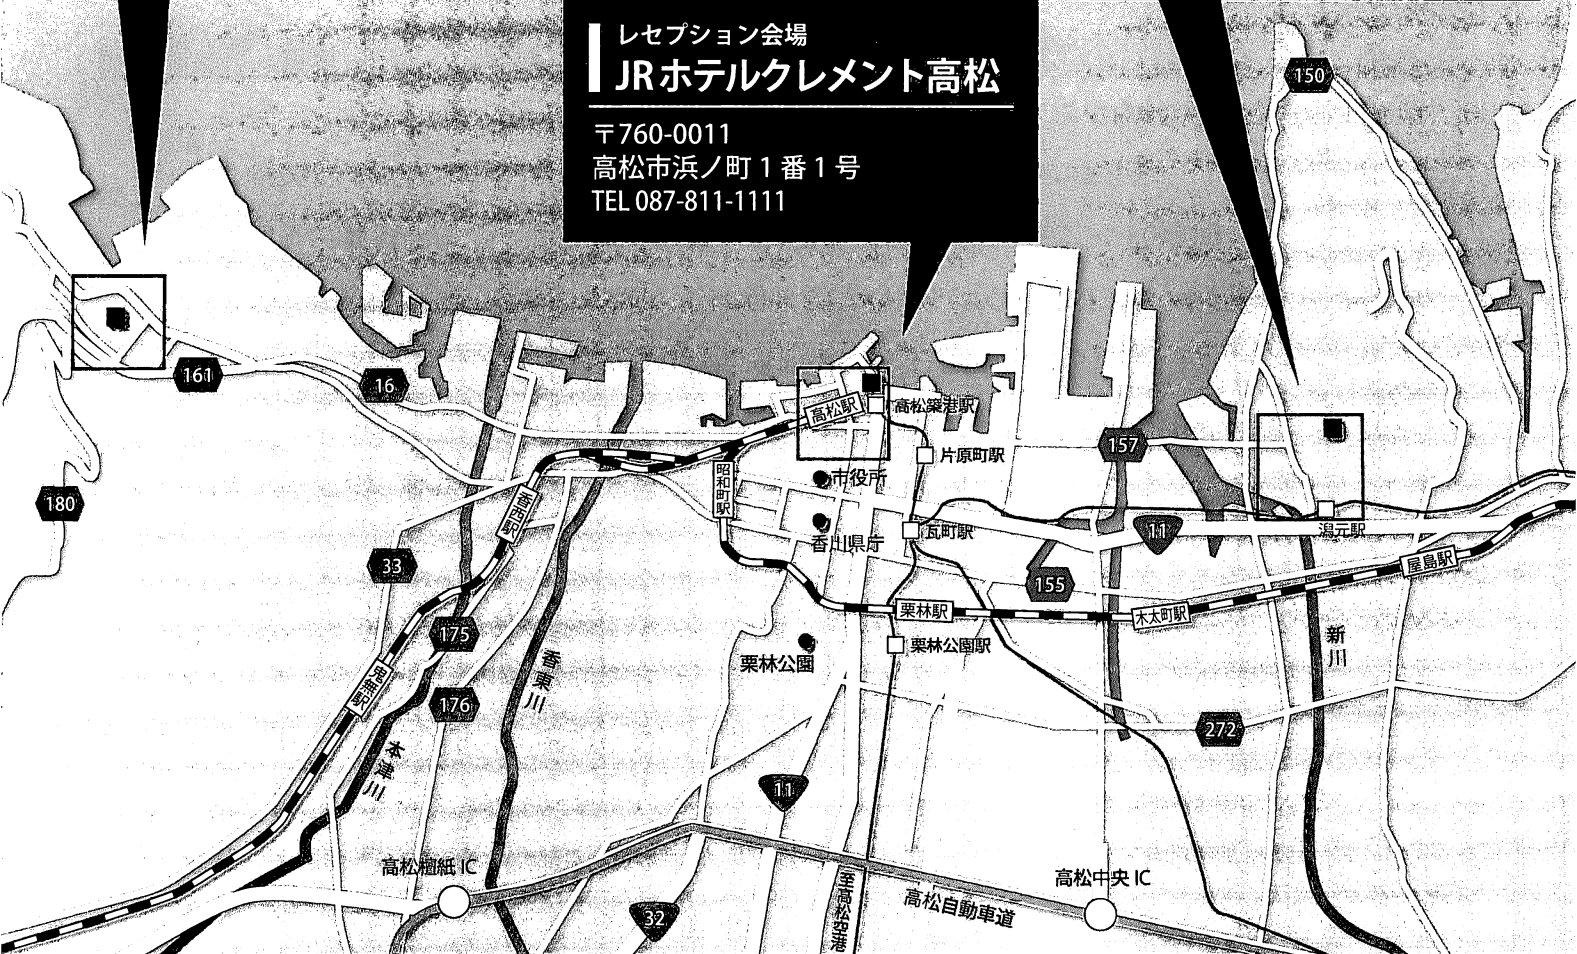 レセプション会場
JRホテルクレメント高松
〒760-0011
高松市浜ノ町1番1号
TEL 087-811-1111
150
161
16
高松駅
高松築港駅
157
片原町駅
昭和町駅
市役所
180
香西駅
香川県庁
瓦町駅
11
潟元駅
33
155
屋島駅
栗林駅
木太町駅
175
栗林公園
栗林公園駅
新川
鬼無駅
176
香東川
272
本津川
11
高松檀紙IC
至高松空港
高松自動車道
高松中央IC
32